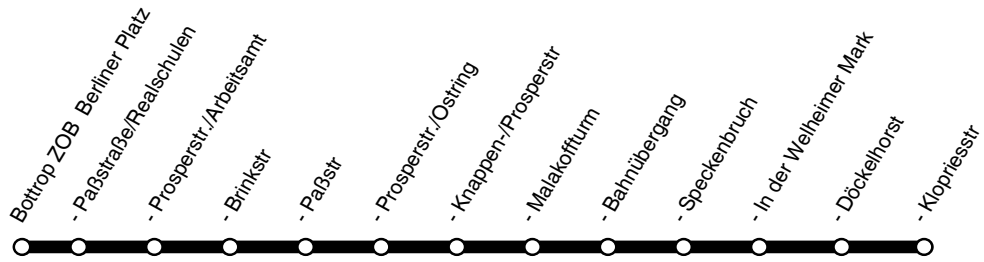 Bottrop ZOB  Berliner Platz
- Paßstraße/Realschulen
- Prosperstr./Arbeitsamt
- Brinkstr
- Paßstr
- Prosperstr./Ostring
- Knappen-/Prosperstr
- Malakoffturm
- Bahnübergang
- Speckenbruch
- In der Welheimer Mark
- Döckelhorst
- Klopriesstr